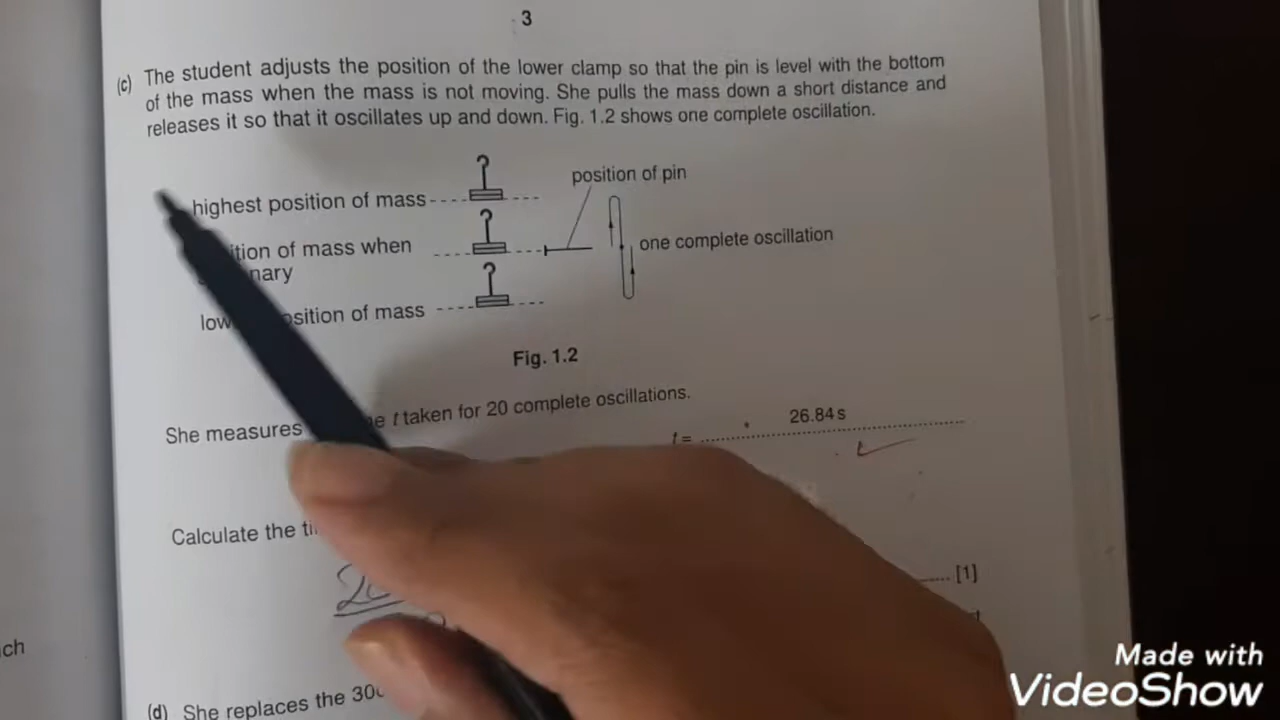 3
(c) The student adjusts the position of the lower clamp so that the pin is level with the bottom
of the mass when the mass is not moving. She pulls the mass down a short distance and
releases it so that it oscillates up and down. Fig. 1.2 shows one complete oscillation.
position of pin
highest position of mass
of mass when
one complete oscillation
position of mass
Fig. 1.2
She measures t taken for 20 complete oscillations.
t = 26.84 s
Calculate the
[1]
(d) She replaces the
Made with
VideoShow